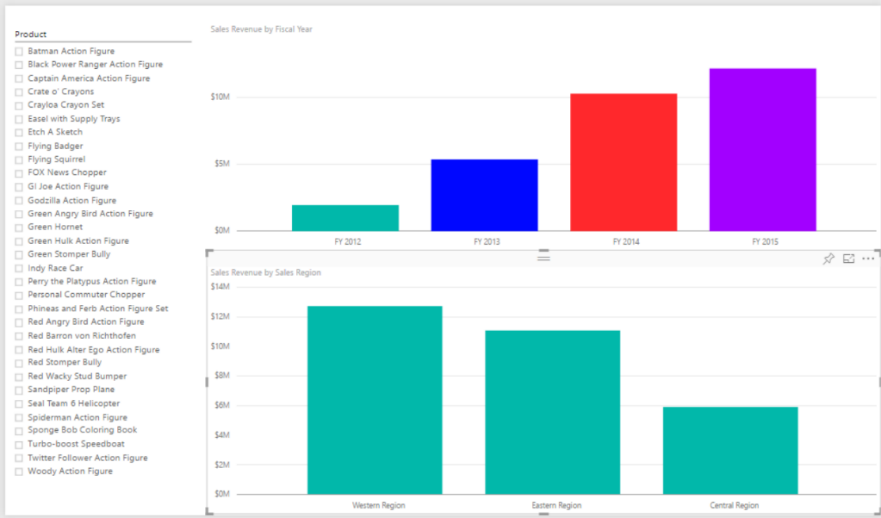 Product
Batman Action Figure
Black Power Ranger Action Figure
Captain America Action Figure
Crate o' Crayons
Crayloa Crayon Set
Easel with Supply Trays
Etch A Sketch
Flying Badger
Flying Squirrel
FOX News Chopper
GI Joe Action Figure
Godzilla Action Figure
Green Angry Bird Action Figure
Green Hornet
Green Hulk Action Figure
Green Stomper Bully
Indy Race Car
Perry the Platypus Action Figure
Personal Commuter Chopper
Phineas and Ferb Action Figure Set
Red Angry Bird Action Figure
Red Barron von Richthofen
Red Hulk Alter Ego Action Figure
Red Stomper Bully
Red Wacky Stud Bumper
Sandpiper Prop Plane
Seal Team 6 Helicopter
Spiderman Action Figure
Sponge Bob Coloring Book
Turbo-boost Speedboat
Twitter Follower Action Figure
Woody Action Figure
Sales Revenue by Fiscal Year
$10M
$5M
$0M
FY 2012 FY 2013 FY 2014 FY 2015
Sales Revenue by Sales Region
$14M
$12M
$10M
$8M
$6M
$4M
$2M
$0M
Western Region Eastern Region Central Region